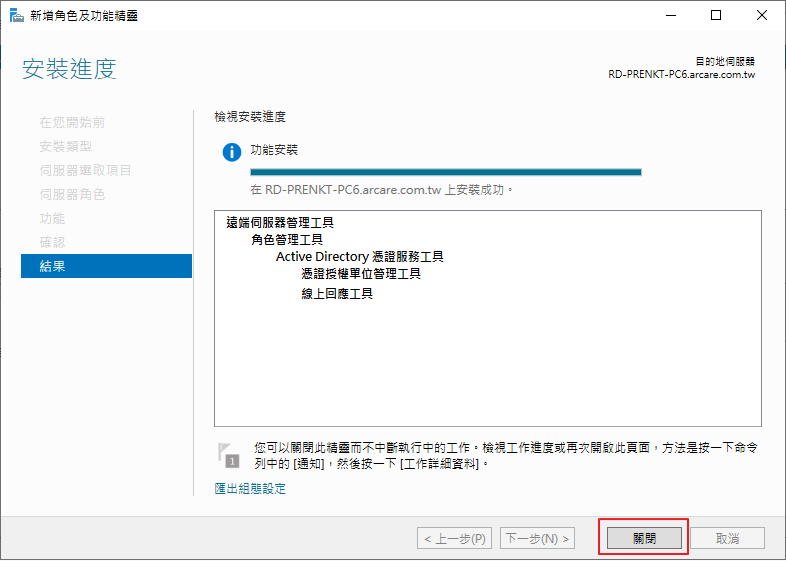 新增角色及功能精靈
安裝進度
目的地伺服器
RD-PRENKT-PC6.arcare.com.tw
在您開始前
安裝類型
伺服器選取項目
伺服器角色
功能
確認
結果
檢視安裝進度
功能安裝
在 RD-PRENKT-PC6.arcare.com.tw 上安裝成功。
遠端伺服器管理工具
角色管理工具
Active Directory 憑證服務工具
憑證授權單位管理工具
線上回應工具
1
您可以關閉此精靈而不中斷執行中的工作。檢視工作進度或再次開啟此頁面，方法是按一下命令
列中的 [通知]，然後按一下 [工作詳細資料]。
匯出組態設定
< 上一步(P)
下一步(N) >
關閉
取消